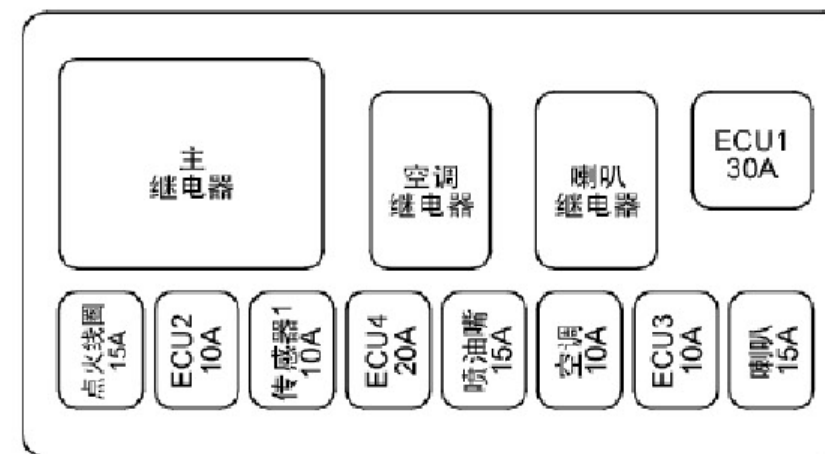 主
继电器
空调
继电器
喇叭
继电器
ECU1
30A
点火线圈
15A
ECU2
10A
传感器1
10A
ECU4
20A
喷油嘴
15A
空调
10A
ECU3
10A
喇叭
15A